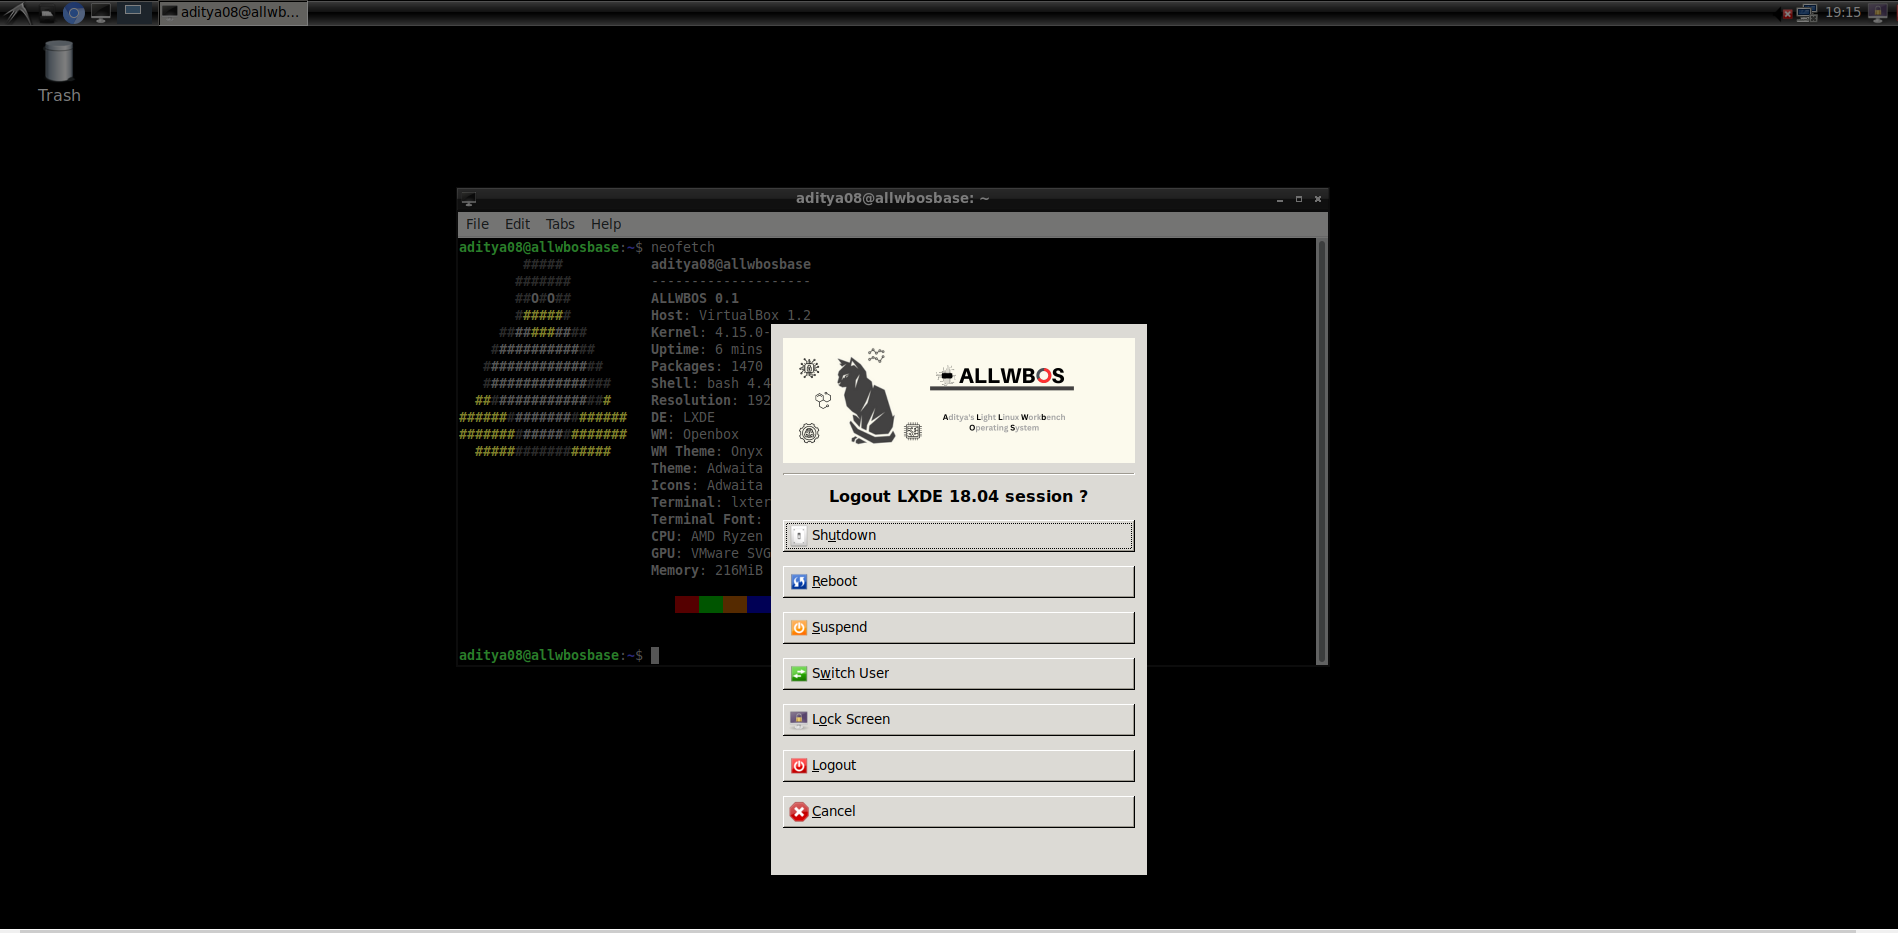 aditya08@allwb...
19:15
Trash
aditya08@allwbosbase: ~
File Edit Tabs Help
aditya08@allwbosbase:~$ neofetch
##### aditya08@allwbosbase
####### --------------------
##O#O## ALLWBOS 0.1
####### Host: VirtualBox 1.2
########### Kernel: 4.15.0-
############# Uptime: 6 mins
############### Packages: 1470
################ Shell: bash 4.4
################# Resolution: 192
##################### DE: LXDE
##################### WM: Openbox
################# WM Theme: Onyx
Theme: Adwaita
Icons: Adwaita
Terminal: lxter
Terminal Font:
CPU: AMD Ryzen
GPU: VMware SVG
Memory: 216MiB
aditya08@allwbosbase:~$
ALLWBOS
Aditya's Light Linux Workbench
Operating System
Logout LXDE 18.04 session ?
Shutdown
Reboot
Suspend
Switch User
Lock Screen
Logout
Cancel